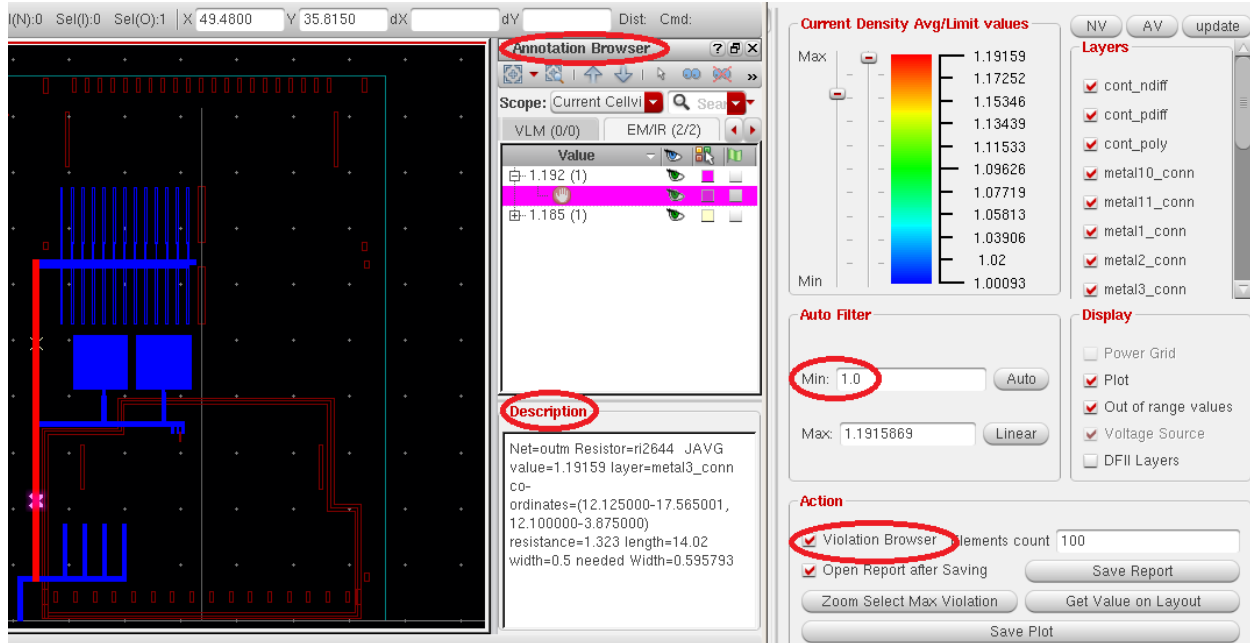 l(N):0 Sel(I):0 Sel(O):1 X 49.4800 Y 35.8150 dX dY Dist: Cmd:
Annotation Browser
Scope: Current Cellvi Sear
VLM (0/0) EM/IR (2/2)
Value
1.192 (1)
1.185 (1)
Description
Net=outm Resistor=ri2644 JAVG
value=1.19159 layer=metal3_conn
co-
ordinates=(12.125000-17.565001,
12.100000-3.875000)
resistance=1.323 length=14.02
width=0.5 needed Width=0.595793
Current Density Avg/Limit values
Max
1.19159
1.17252
1.15346
1.13439
1.11533
1.09626
1.07719
1.05813
1.03906
1.02
Min 1.00093
NV AV update
Layers
cont_ndiff
cont_pdiff
cont_poly
metal10_conn
metal11_conn
metal1_conn
metal2_conn
metal3_conn
Auto Filter
Min: 1.0 Auto
Max: 1.1915869 Linear
Display
Power Grid
Plot
Out of range values
Voltage Source
DFII Layers
Action
Violation Browser Elements count 100
Open Report after Saving Save Report
Zoom Select Max Violation Get Value on Layout
Save Plot